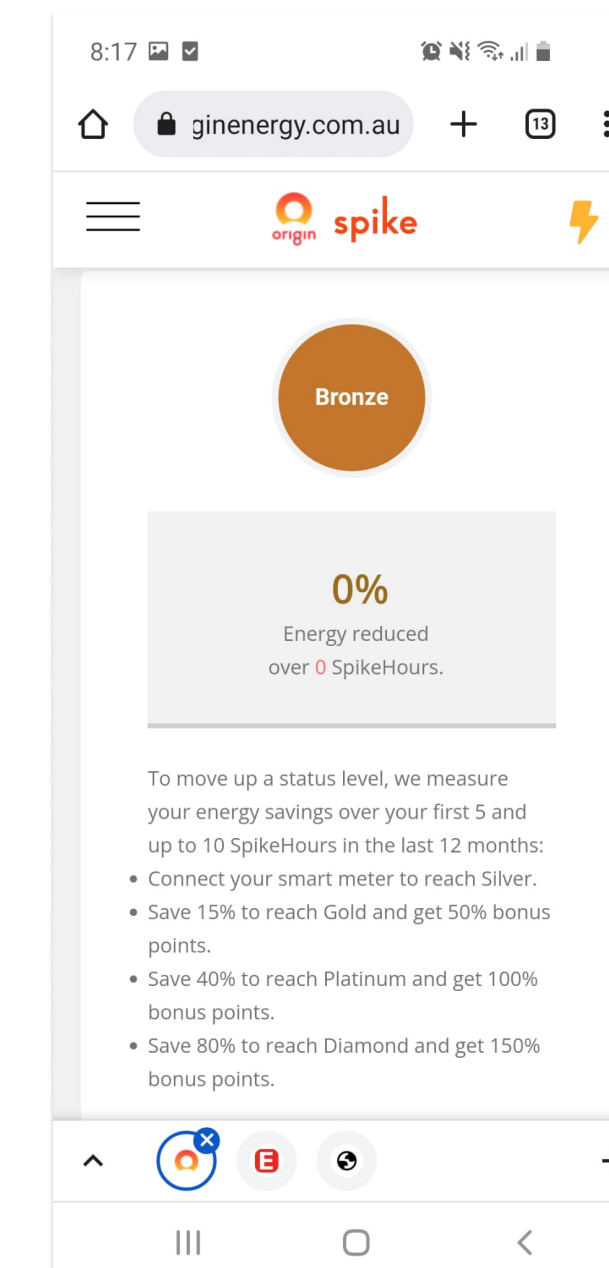 8:17
ginenergy.com.au
13
origin
spike
Bronze
0%
Energy reduced
over 0 SpikeHours.
To move up a status level, we measure
your energy savings over your first 5 and
up to 10 SpikeHours in the last 12 months:
• Connect your smart meter to reach Silver.
• Save 15% to reach Gold and get 50% bonus
points.
• Save 40% to reach Platinum and get 100%
bonus points.
• Save 80% to reach Diamond and get 150%
bonus points.
E